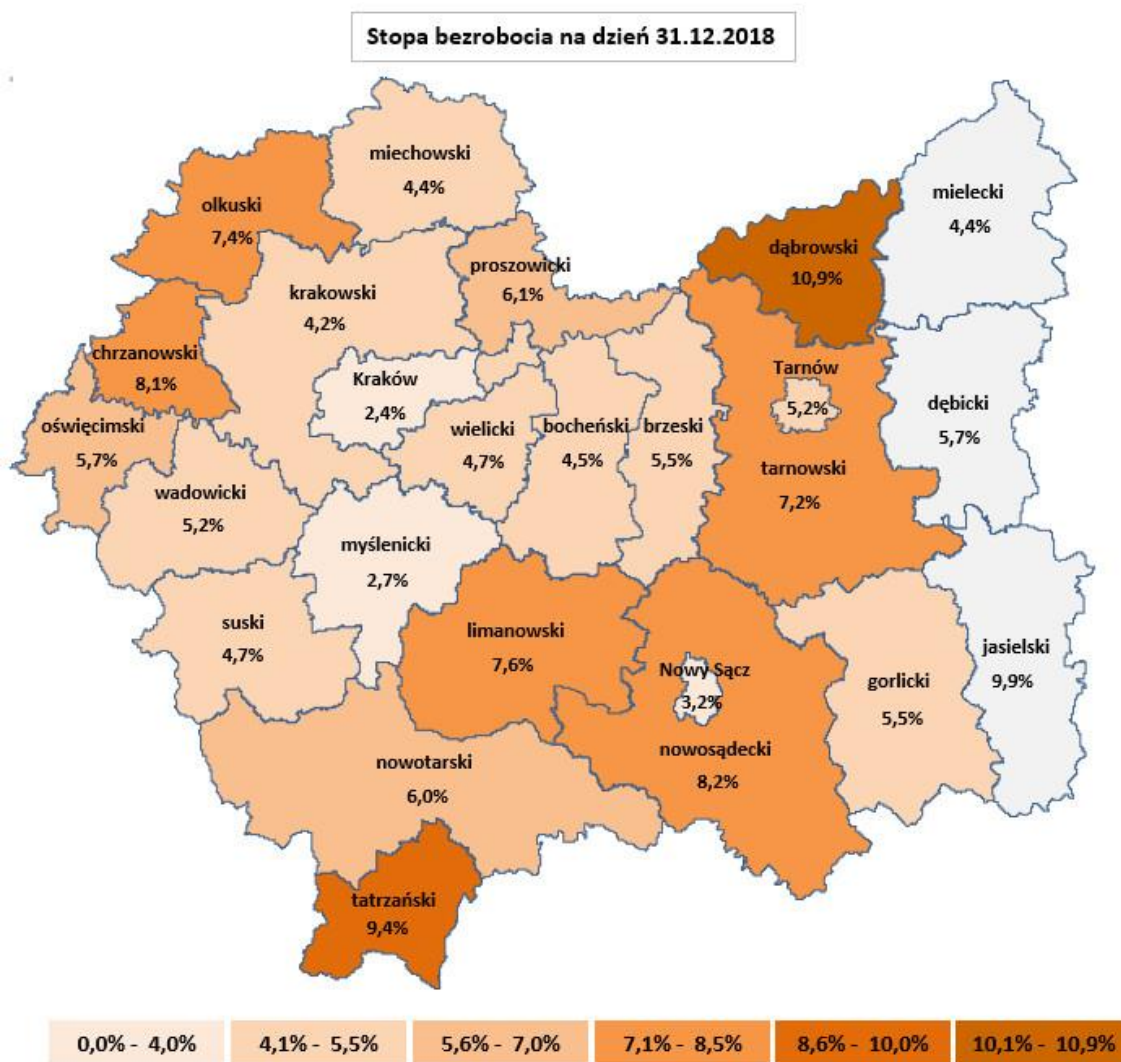 Stopa bezrobocia na dzień 31.12.2018
miechowski
4,4%
olkuski
7,4%
mielecki
4,4%
dąbrowski
10,9%
proszowicki
6,1%
krakowski
4,2%
chrzanowski
8,1%
Kraków
2,4%
Tarnów
5,2%
dębicki
5,7%
oświęcimski
5,7%
wielicki
4,7%
bocheński
4,5%
brzeski
5,5%
tarnowski
7,2%
wadowicki
5,2%
myślenicki
2,7%
suski
4,7%
limanowski
7,6%
Nowy Sącz
3,2%
gorlicki
5,5%
jasielski
9,9%
nowosądecki
8,2%
nowotarski
6,0%
tatrzański
9,4%
0,0% - 4,0% 4,1% - 5,5% 5,6% - 7,0% 7,1% - 8,5% 8,6% - 10,0% 10,1% - 10,9%